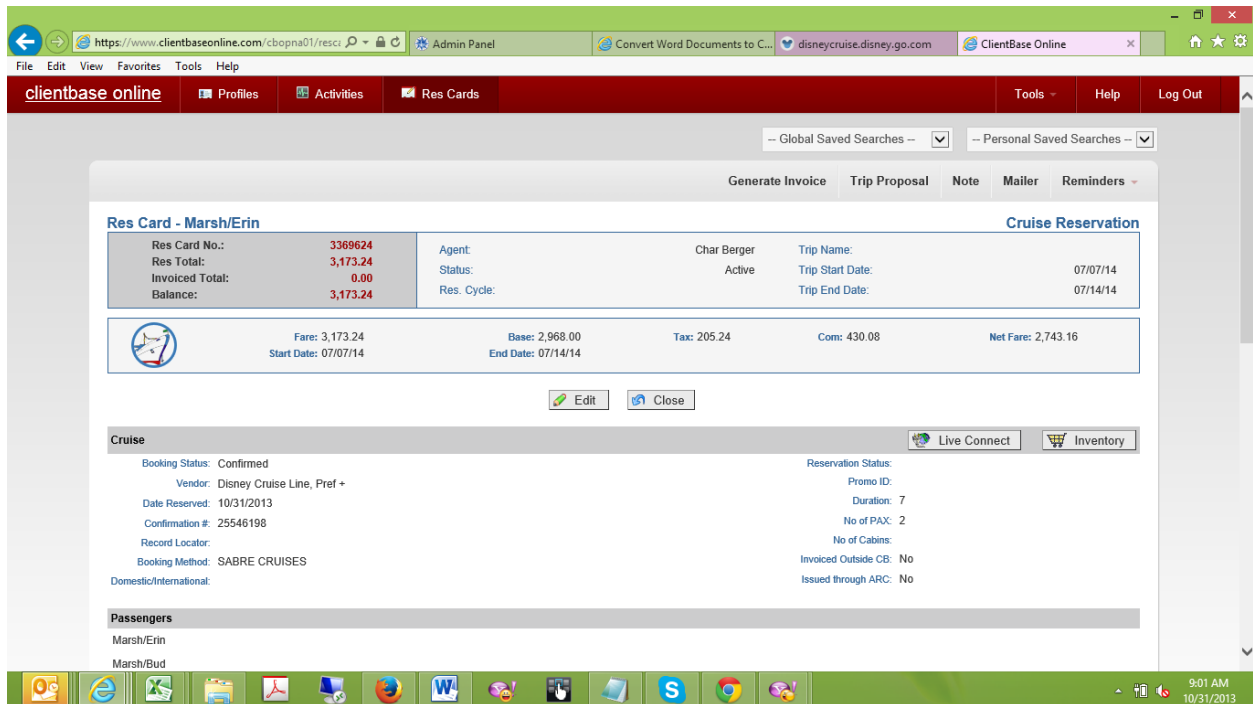 https://www.clientbaseonline.com/cbopna01/resca
Admin Panel
Convert Word Documents to C...
disneycruise.disney.go.com
ClientBase Online
File Edit View Favorites Tools Help
clientbase online Profiles Activities Res Cards Tools Help Log Out
-- Global Saved Searches -- -- Personal Saved Searches --
Generate Invoice Trip Proposal Note Mailer Reminders
Res Card - Marsh/Erin Cruise Reservation
Res Card No.: 3369624
Res Total: 3,173.24
Invoiced Total: 0.00
Balance: 3,173.24
Agent: Char Berger
Status: Active
Res. Cycle:
Trip Name:
Trip Start Date: 07/07/14
Trip End Date: 07/14/14
Fare: 3,173.24 Base: 2,968.00 Tax: 205.24 Com: 430.08 Net Fare: 2,743.16
Start Date: 07/07/14 End Date: 07/14/14
Edit Close
Cruise Live Connect Inventory
Booking Status: Confirmed
Vendor: Disney Cruise Line, Pref +
Date Reserved: 10/31/2013
Confirmation #: 25546198
Record Locator:
Booking Method: SABRE CRUISES
Domestic/International:
Reservation Status:
Promo ID:
Duration: 7
No of PAX: 2
No of Cabins:
Invoiced Outside CB: No
Issued through ARC: No
Passengers
Marsh/Erin
Marsh/Bud
9:01 AM
10/31/2013